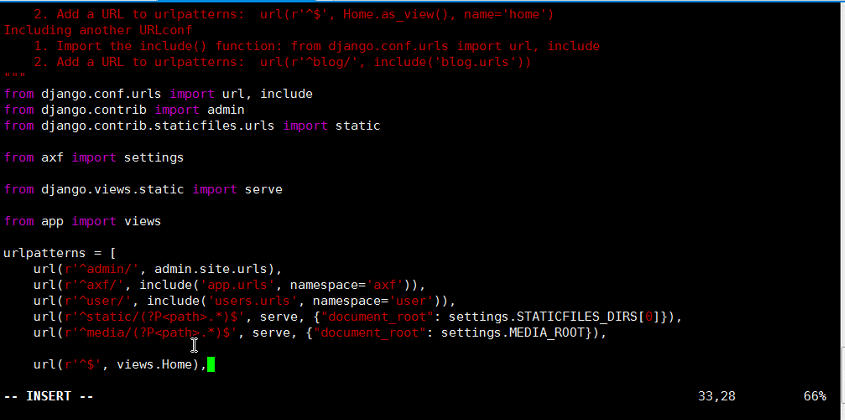 2. Add a URL to urlpatterns:  url(r'^$', Home.as_view(), name='home')
Including another URLconf
    1. Import the include() function: from django.conf.urls import url, include
    2. Add a URL to urlpatterns:  url(r'^blog/', include('blog.urls'))
"""
from django.conf.urls import url, include
from django.contrib import admin
from django.contrib.staticfiles.urls import static

from axf import settings

from django.views.static import serve

from app import views

urlpatterns = [
    url(r'^admin/', admin.site.urls),
    url(r'^axf/', include('app.urls', namespace='axf')),
    url(r'^user/', include('users.urls', namespace='user')),
    url(r'^static/(?P<path>.*)$', serve, {"document_root": settings.STATICFILES_DIRS[0]}),
    url(r'^media/(?P<path>.*)$', serve, {"document_root": settings.MEDIA_ROOT}),

    url(r'^$', views.Home),
-- INSERT -- 33,28 66%